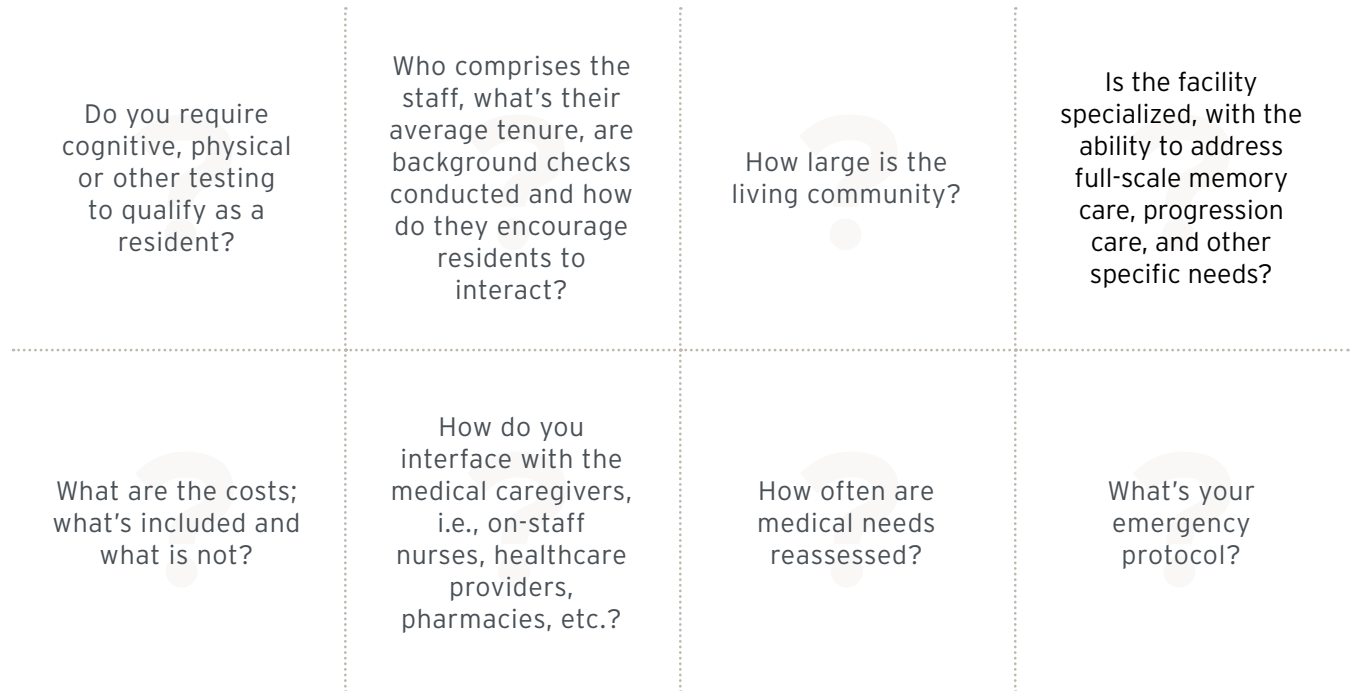 Do you require
cognitive, physical
or other testing
to qualify as a
resident?
Who comprises the
staff, what's their
average tenure, are
background checks
conducted and how
do they encourage
residents to
interact?
How large is the
living community?
Is the facility
specialized, with the
ability to address
full-scale memory
care, progression
care, and other
specific needs?
What are the costs;
what's included and
what is not?
How do you
interface with the
medical caregivers,
i.e., on-staff
nurses, healthcare
providers,
pharmacies, etc.?
How often are
medical needs
reassessed?
What's your
emergency
protocol?